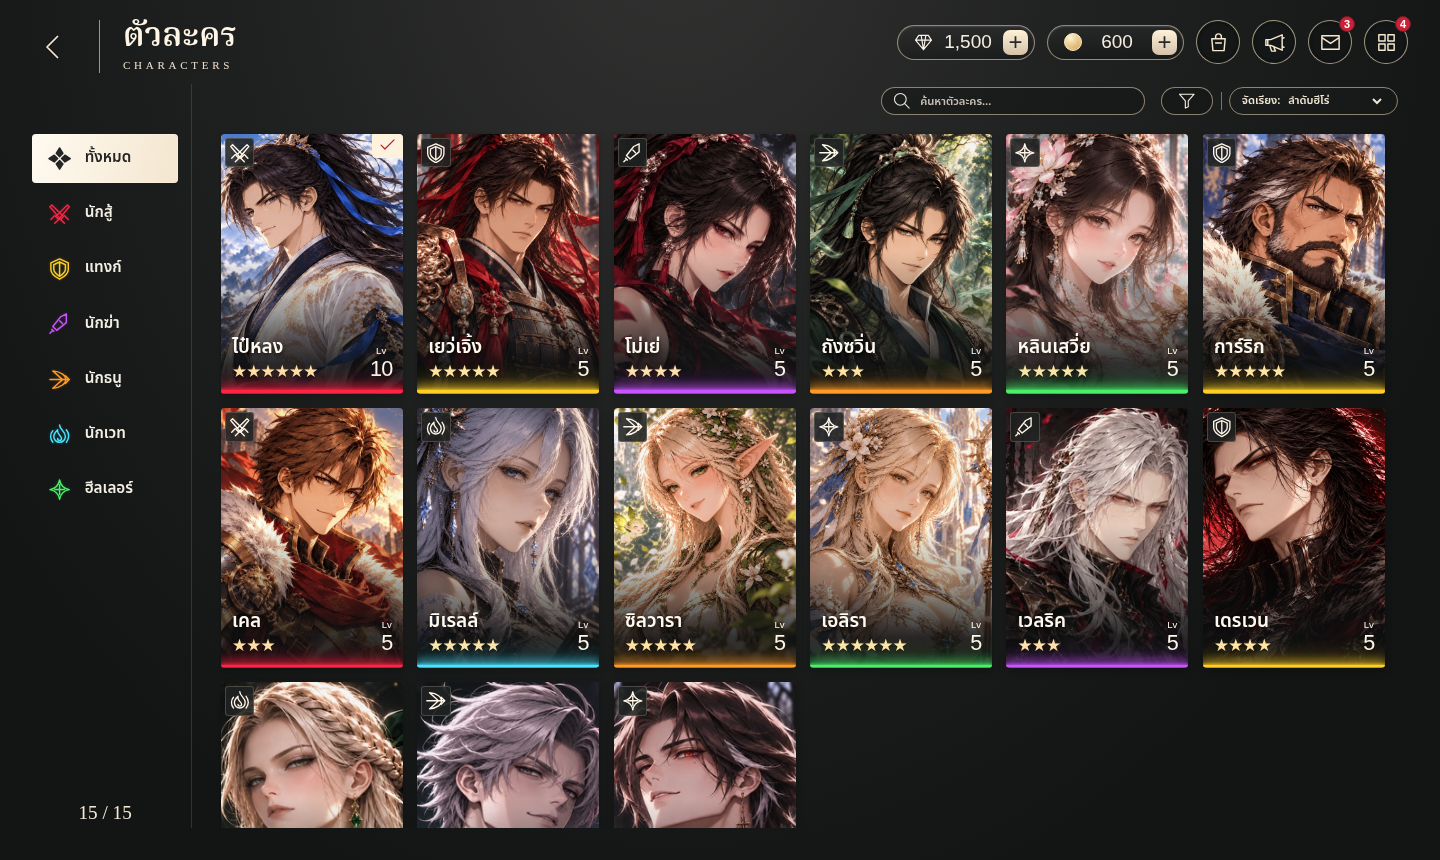 ตัวละคร
CHARACTERS
1,500
600
3
4
ค้นหาตัวละคร...
จัดเรียง: ลำดับฮีโร่
ทั้งหมด
นักสู้
แทงก์
นักฆ่า
นักธนู
นักเวท
ฮีลเลอร์
15 / 15
ไป๋หลง
Lv
10
เยว่เจิ้ง
Lv
5
โม่เย่
Lv
5
ถังซวิ่น
Lv
5
หลินเสวี่ย
Lv
5
การ์ริก
Lv
5
เคล
Lv
5
มิเรลล์
Lv
5
ซิลวารา
Lv
5
เอลิรา
Lv
5
เวลริค
Lv
5
เดรเวน
Lv
5